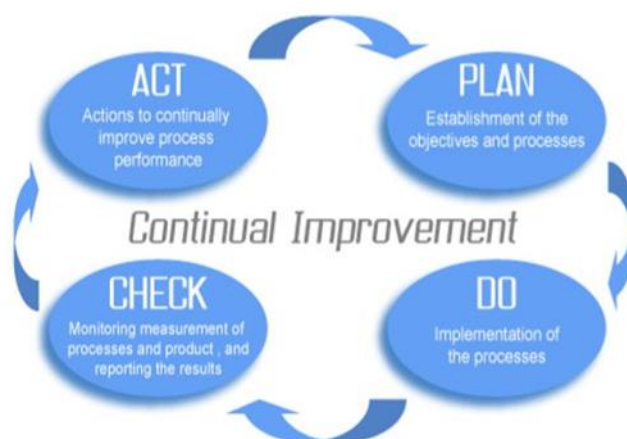 ACT
Actions to continually
improve process
performance
PLAN
Establishment of the
objectives and processes
Continual Improvement
CHECK
Monitoring measurement of
processes and product , and
reporting the results
DO
Implementation of
the processes